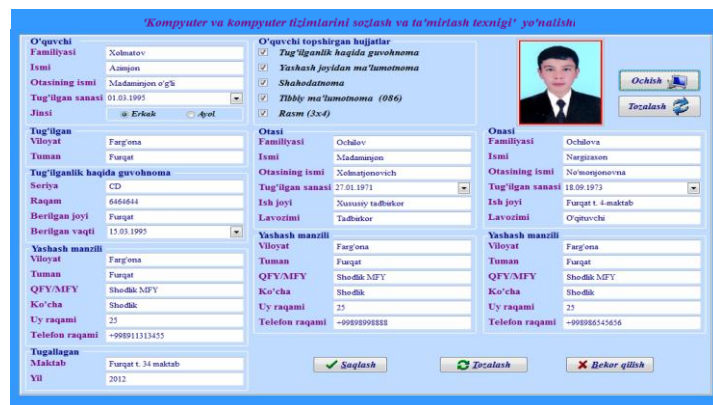 'Kompyuter va kompyuter tizimlarini sozlash va ta'mirlash texnigi' yo'nalishi
O'quvchi
Familiyasi Xolmatov
Ismi Azimjon
Otasining ismi Madaminjon o'g'li
Tug'ilgan sanasi 01.03.1995
Jinsi Erkak Ayol
Tug'ilgan
Viloyat Farg'ona
Tuman Furqat
Tug'ilganlik haqida guvohnoma
Seriya CD
Raqam 6464644
Berilgan joyi Furqat
Berilgan vaqti 15.03.1995
Yashash manzili
Viloyat Farg'ona
Tuman Furqat
QFY/MFY Shodlik MFY
Ko'cha Shodlik
Uy raqami 25
Telefon raqami +998911313455
Tugallagan
Maktab Furqat t. 34 maktab
Yil 2012
O'quvchi topshirgan hujjatlar
Tug'ilganlik haqida guvohnoma
Yashash joyidan ma'lumotnoma
Shahodatnoma
Tibbiy ma'lumotnoma (086)
Rasm (3x4)
Otasi
Familiyasi Ochilov
Ismi Madaminjon
Otasining ismi Xolmatjonovich
Tug'ilgan sanasi 27.01.1971
Ish joyi Xususiy tadbirkor
Lavozimi Tadbirkor
Yashash manzili
Viloyat Farg'ona
Tuman Furqat
QFY/MFY Shodlik MFY
Ko'cha Shodlik
Uy raqami 25
Telefon raqami +99898998888
Ochish
Tozalash
Onasi
Familiyasi Ochilova
Ismi Nargizaxon
Otasining ismi No'monjonovna
Tug'ilgan sanasi 18.09.1973
Ish joyi Furqat t. 4-maktab
Lavozimi O'qituvchi
Yashash manzili
Viloyat Farg'ona
Tuman Furqat
QFY/MFY Shodlik MFY
Ko'cha Shodlik
Uy raqami 25
Telefon raqami +998986545656
Saqlash
Tozalash
Bekor qilish